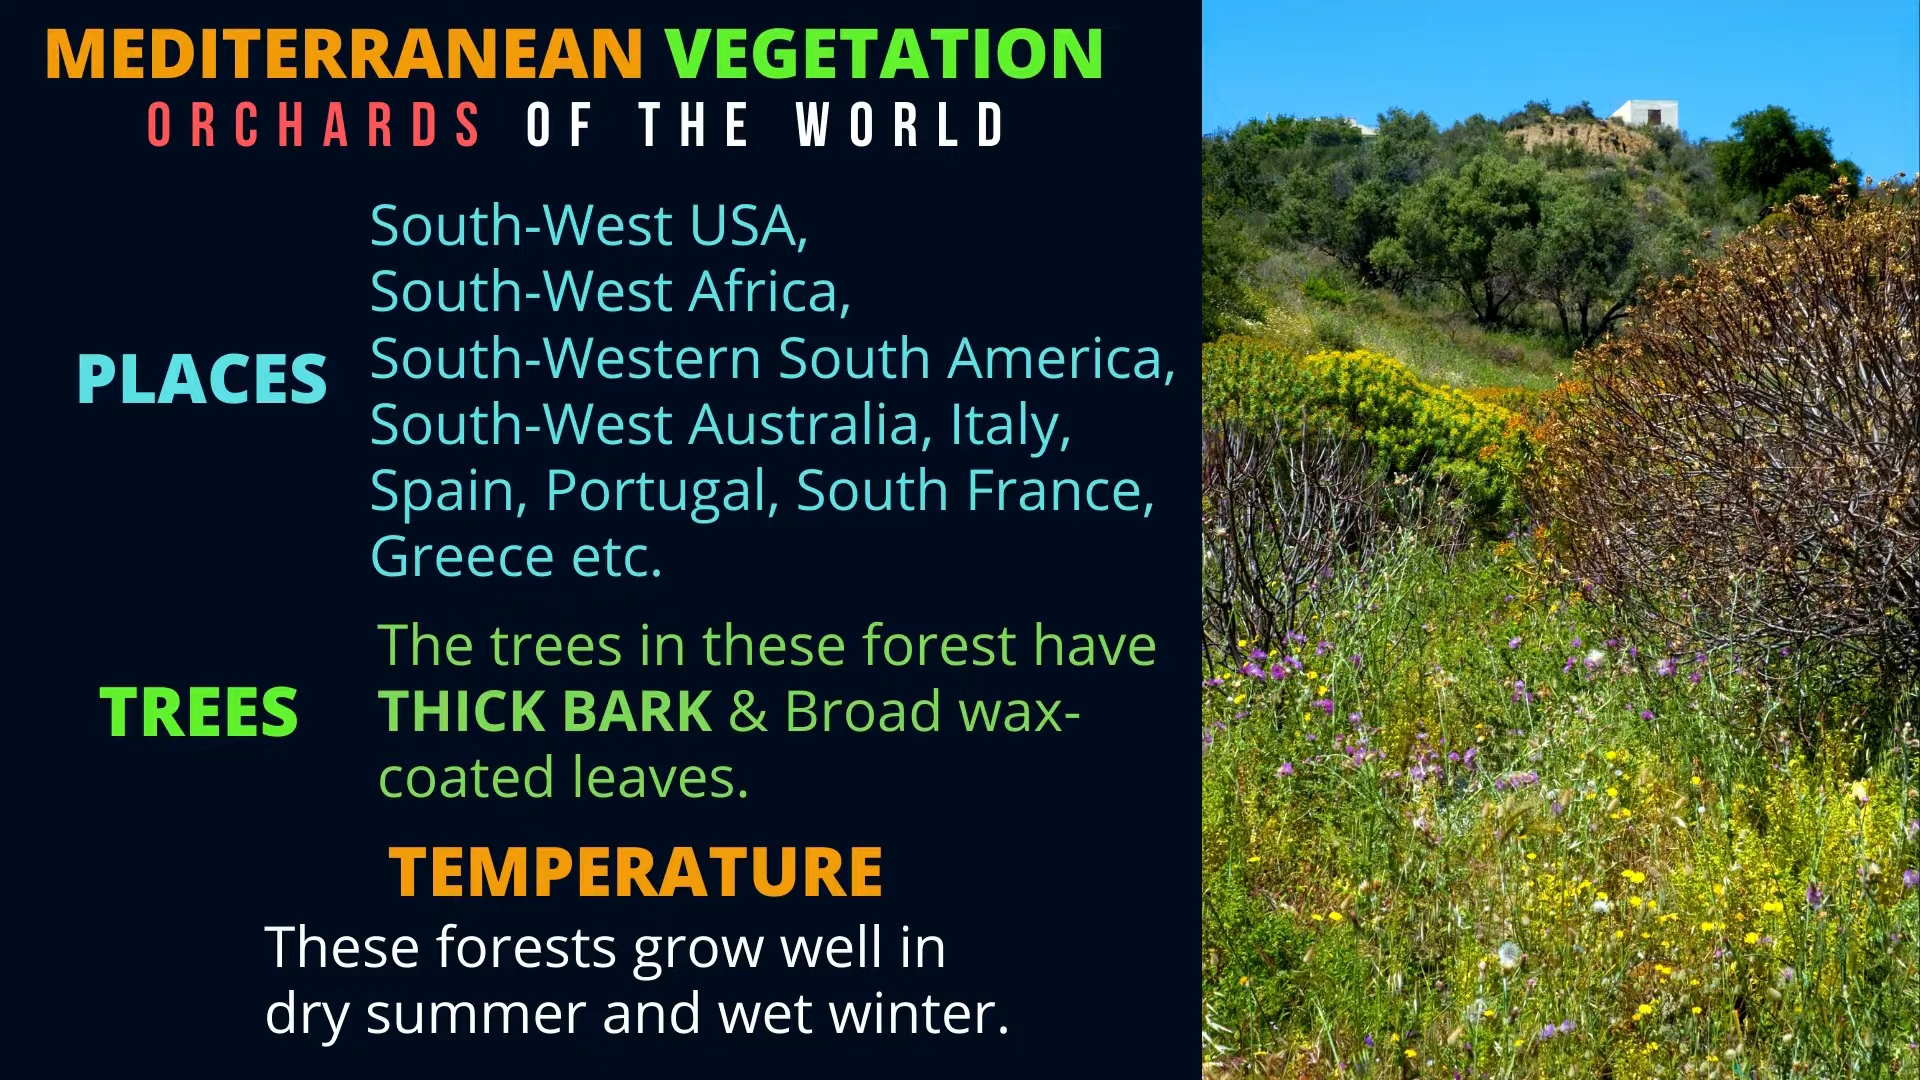 MEDITERRANEAN VEGETATION
ORCHARDS OF THE WORLD
PLACES
South-West USA,
South-West Africa,
South-Western South America,
South-West Australia, Italy,
Spain, Portugal, South France,
Greece etc.
TREES
The trees in these forest have
THICK BARK & Broad wax-
coated leaves.
TEMPERATURE
These forests grow well in
dry summer and wet winter.